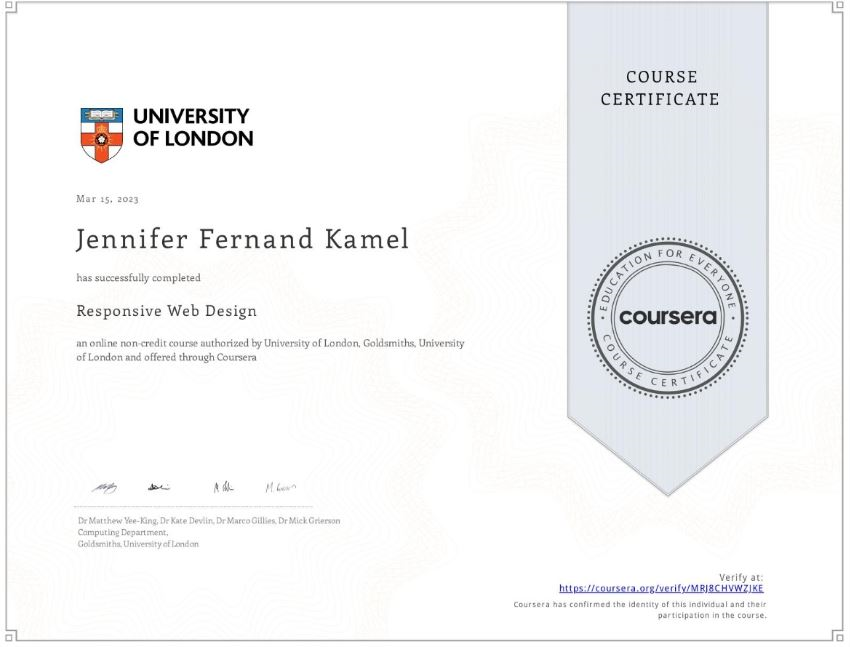 COURSE
CERTIFICATE
UNIVERSITY
OF LONDON
Mar 15, 2023
Jennifer Fernand Kamel
has successfully completed
Responsive Web Design
an online non-credit course authorized by University of London, Goldsmiths, University
of London and offered through Coursera
EDUCATION FOR EVERYONE
coursera
COURSE CERTIFICATE
Dr Matthew Yee-King, Dr Kate Devlin, Dr Marco Gillies, Dr Mick Grierson
Computing Department,
Goldsmiths, University of London
Verify at:
https://coursera.org/verify/MRJ8CHVWZJKE
Coursera has confirmed the identity of this individual and their
participation in the course.